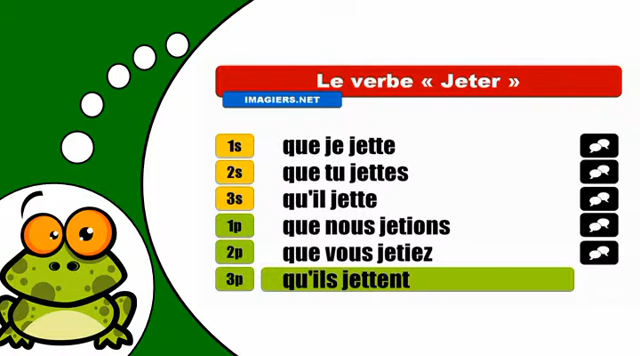 Le verbe « Jeter »
IMAGIERS.NET
1s que je jette
2s que tu jettes
3s qu'il jette
1p que nous jetions
2p que vous jetiez
3p qu'ils jettent